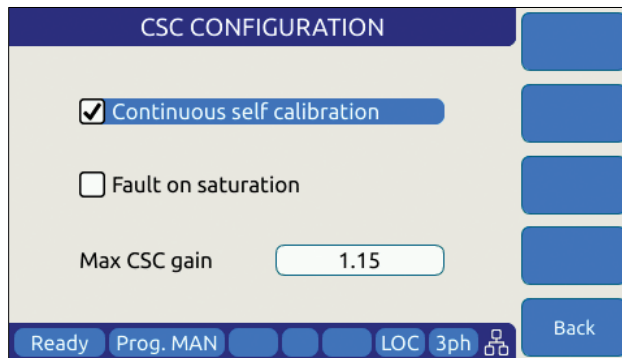 CSC CONFIGURATION
Continuous self calibration
Fault on saturation
Max CSC gain 1.15
Back
Ready Prog. MAN LOC 3ph